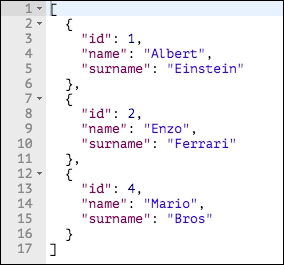 1 [
2 {
3 "id": 1,
4 "name": "Albert",
5 "surname": "Einstein"
6 },
7 {
8 "id": 2,
9 "name": "Enzo",
10 "surname": "Ferrari"
11 },
12 {
13 "id": 4,
14 "name": "Mario",
15 "surname": "Bros"
16 }
17 ]